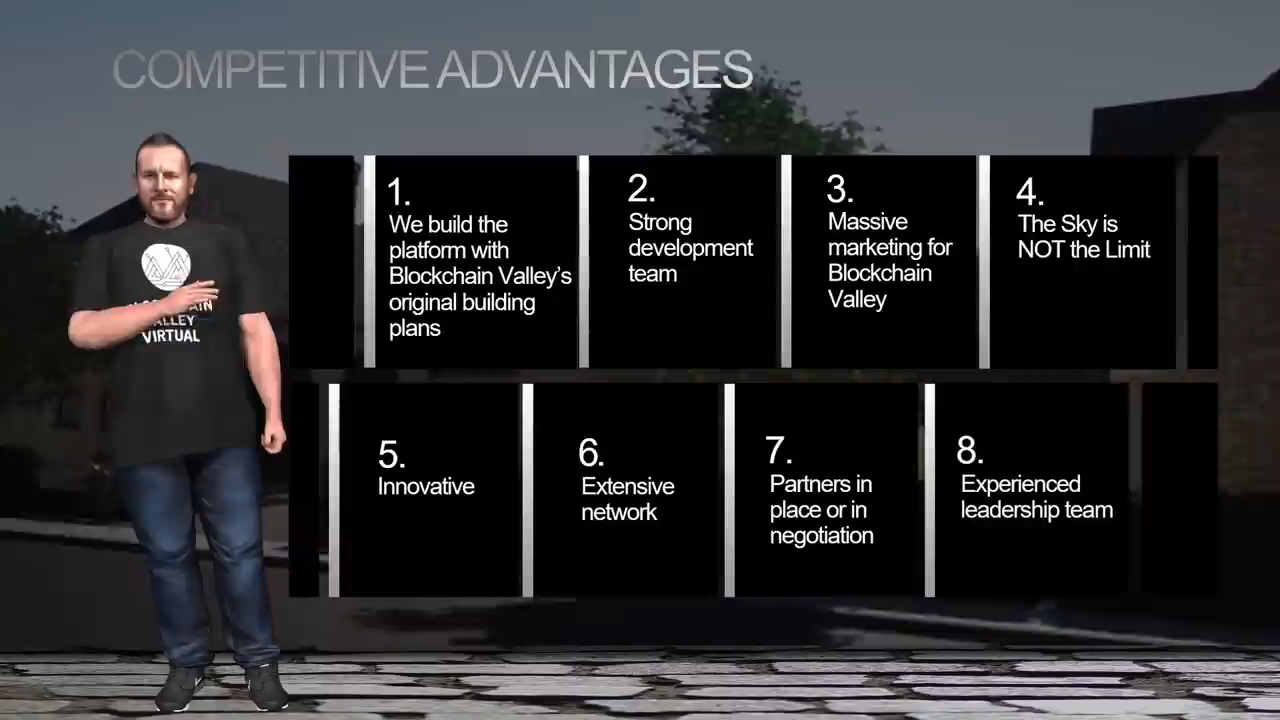 COMPETITIVE ADVANTAGES
1.
We build the
platform with
Blockchain Valley's
original building
plans
2.
Strong
development
team
3.
Massive
marketing for
Blockchain
Valley
4.
The Sky is
NOT the Limit
5.
Innovative
6.
Extensive
network
7.
Partners in
place or in
negotiation
8.
Experienced
leadership team
VIRTUAL